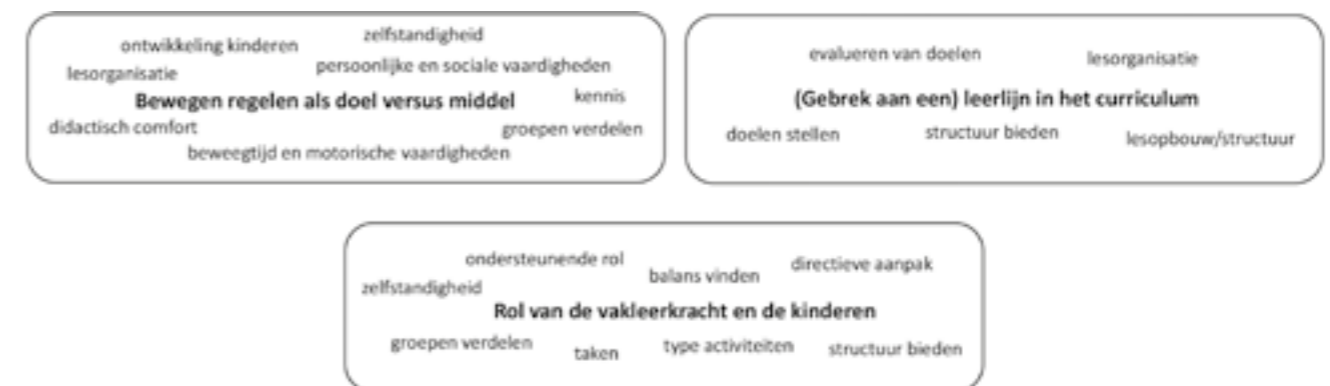 ontwikkeling kinderen
zelfstandigheid
lesorganisatie
persoonlijke en sociale vaardigheden
Bewegen regelen als doel versus middel
kennis
didactisch comfort
groepen verdelen
beweegtijd en motorische vaardigheden
evalueren van doelen
lesorganisatie
(Gebrek aan een) leerlijn in het curriculum
doelen stellen
structuur bieden
lesopbouw/structuur
ondersteunende rol
balans vinden
directieve aanpak
zelfstandigheid
Rol van de vakleerkracht en de kinderen
groepen verdelen
taken
type activiteiten
structuur bieden